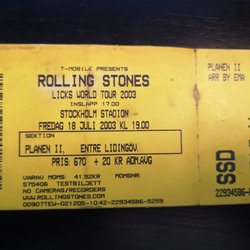 T-MOBILE PRESENTS
ROLLING STONES
LICKS WORLD TOUR 2003
INSLÄPP 17.00
STOCKHOLM STADION
FREDAG 18 JULI 2003 KL 19.00
SEKTION
PLANEN II, ENTRE LIDINGÖV.
PRIS 670 + 20 KR ADM.AVG
VARAV MOMS: 41.92KR MOMSNR:
575406 TESTBILJETT
NO CAMERAS/RECORDERS
WWW.ROLLINGSTONES.COM
PLANEN II
ARR BY EMA
SSD